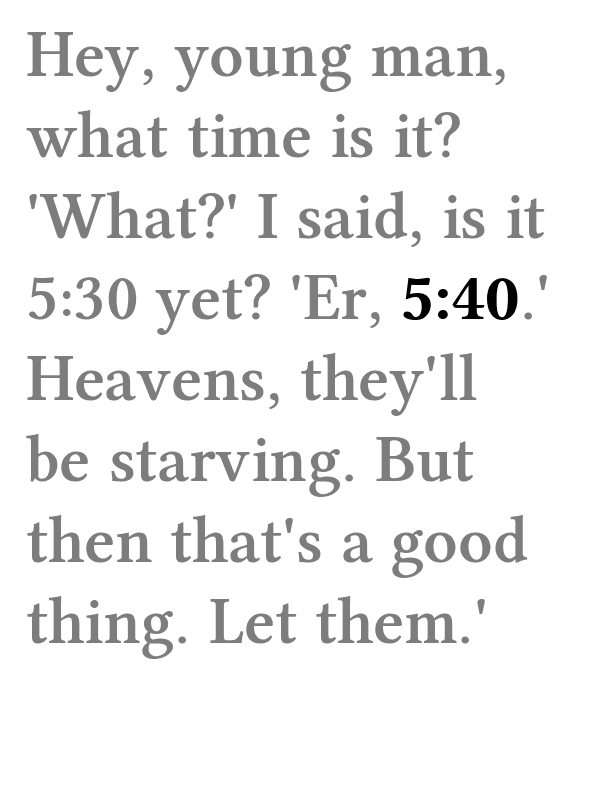 Hey, young man,
what time is it?
'What?' I said, is it
5:30 yet? 'Er, 5:40.'
Heavens, they'll
be starving. But
then that's a good
thing. Let them.'